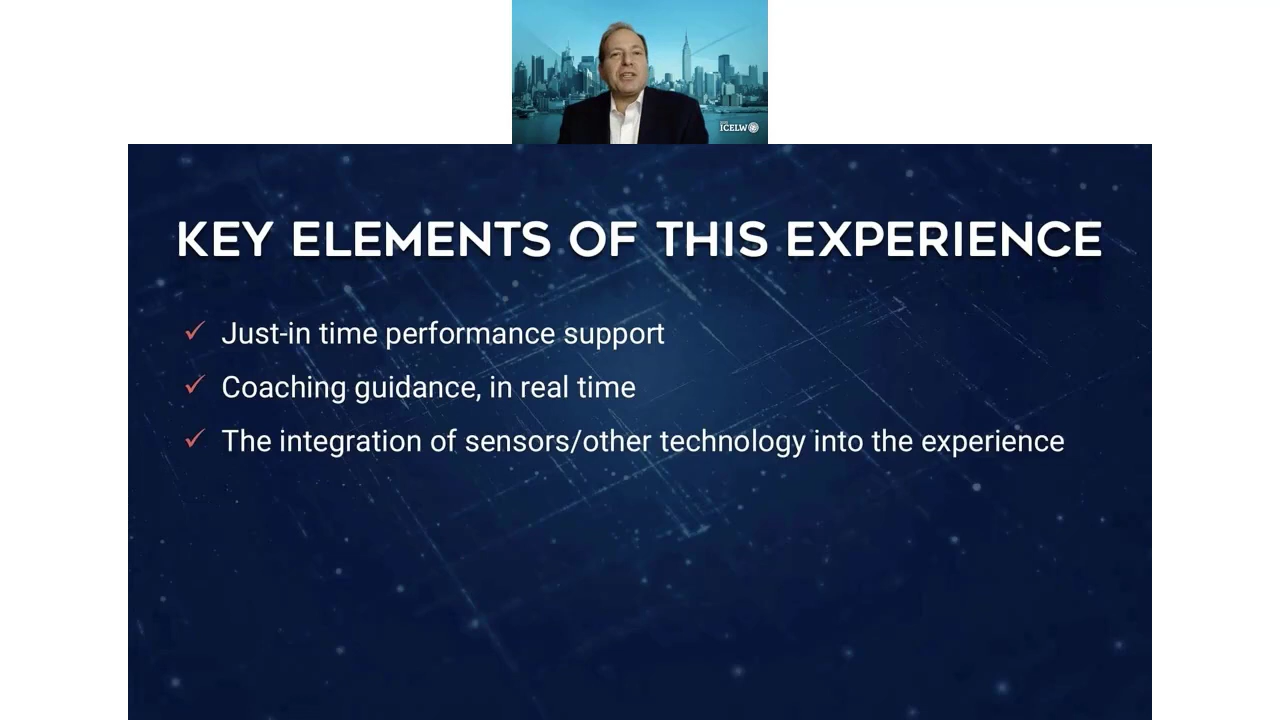 ICELW
KEY ELEMENTS OF THIS EXPERIENCE
Just-in time performance support
Coaching guidance, in real time
The integration of sensors/other technology into the experience